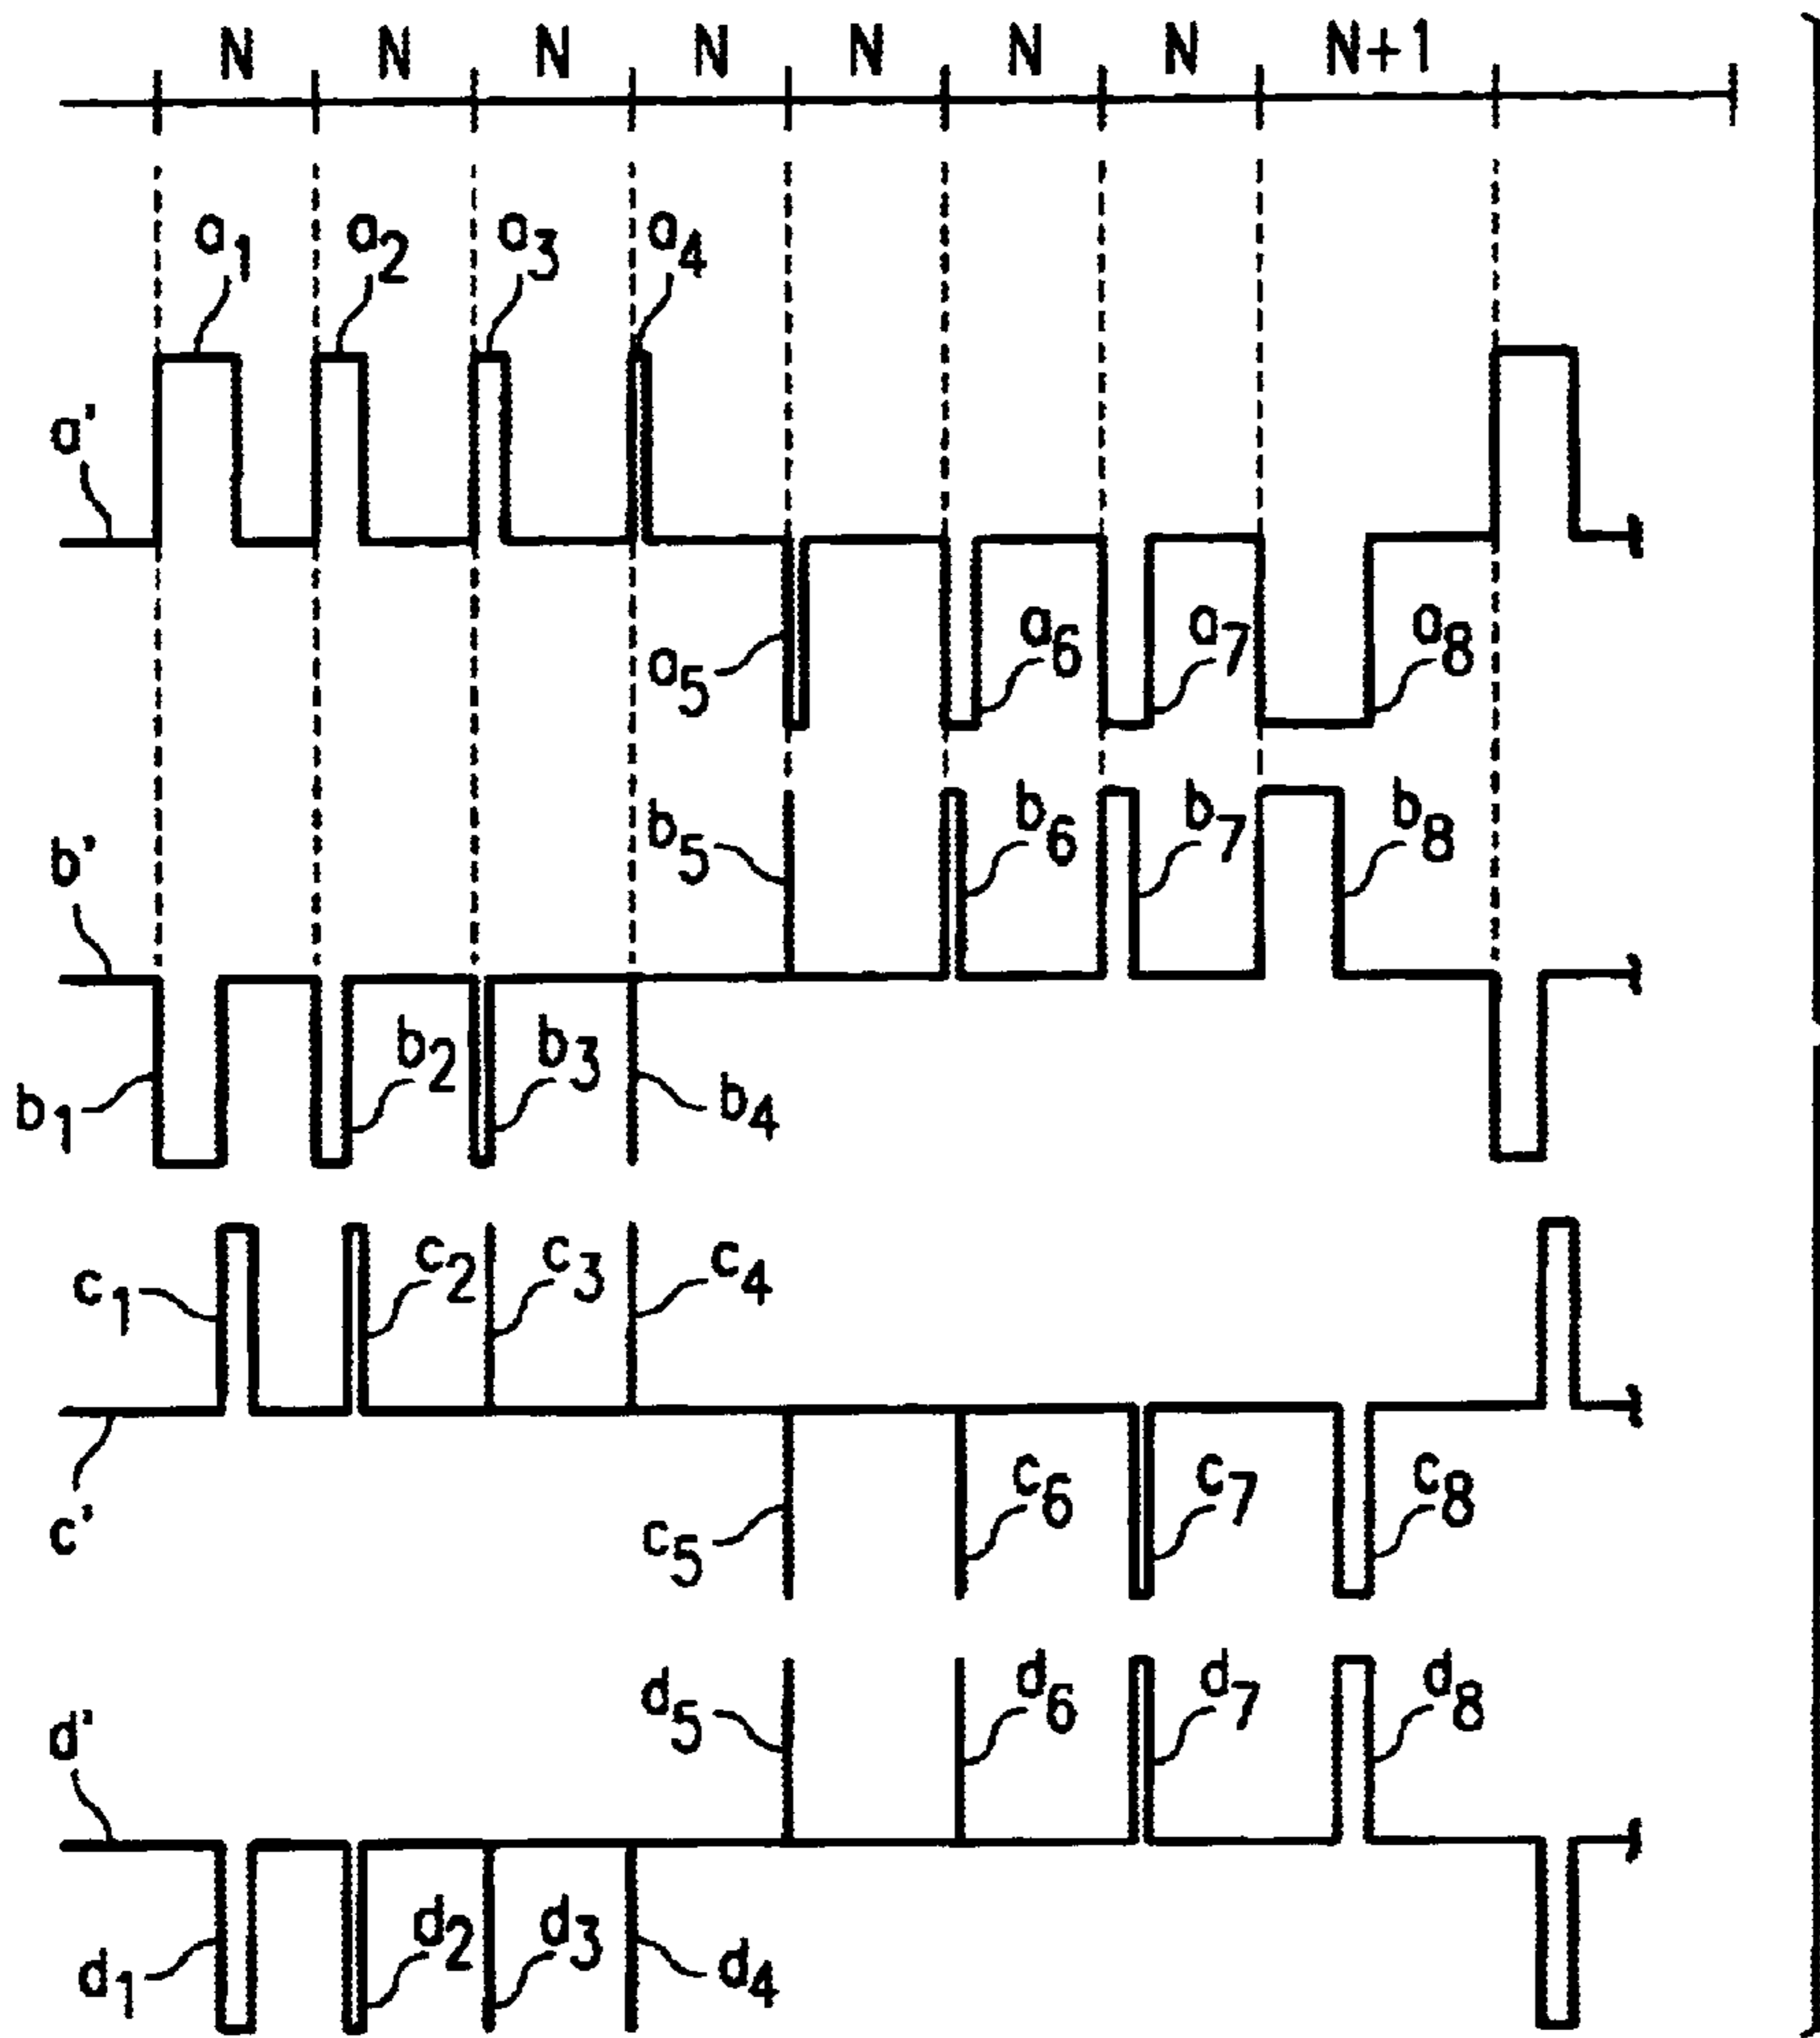 N N N N N N N N+1
a1 a2 a3 a4
a'
a5 a6 a7 a8
b5 b6 b7 b8
b'
b1 b2 b3 b4
c1 c2 c3 c4
c'
c5 c6 c7 c8
d5 d6 d7 d8
d'
d1 d2 d3 d4